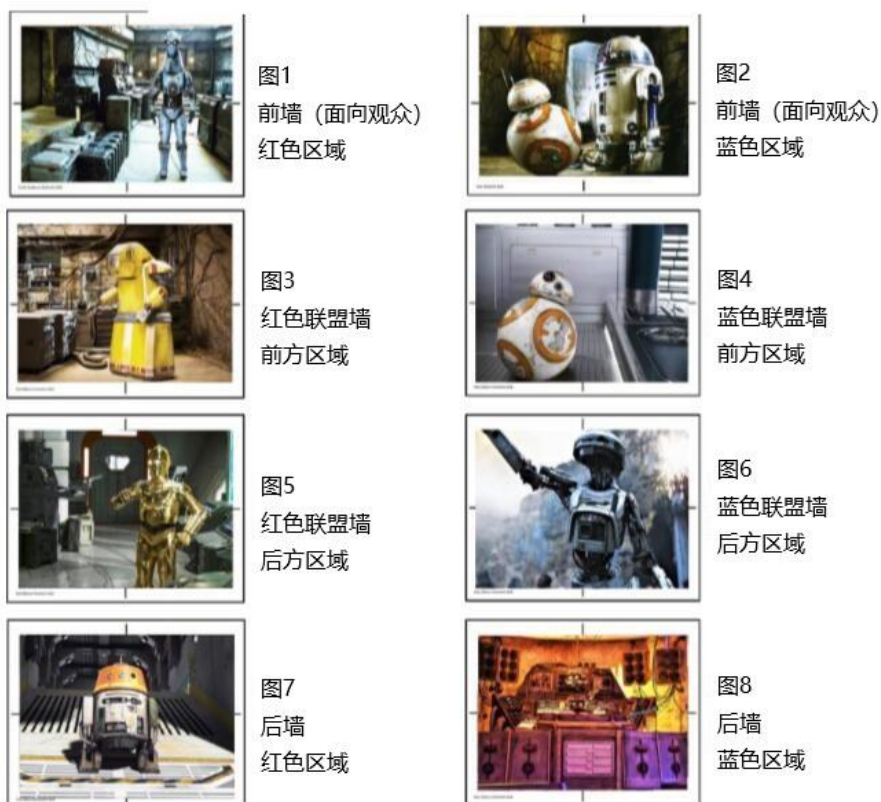 图1
前墙（面向观众）
红色区域
图2
前墙（面向观众）
蓝色区域
图3
红色联盟墙
前方区域
图4
蓝色联盟墙
前方区域
图5
红色联盟墙
后方区域
图6
蓝色联盟墙
后方区域
图7
后墙
红色区域
图8
后墙
蓝色区域